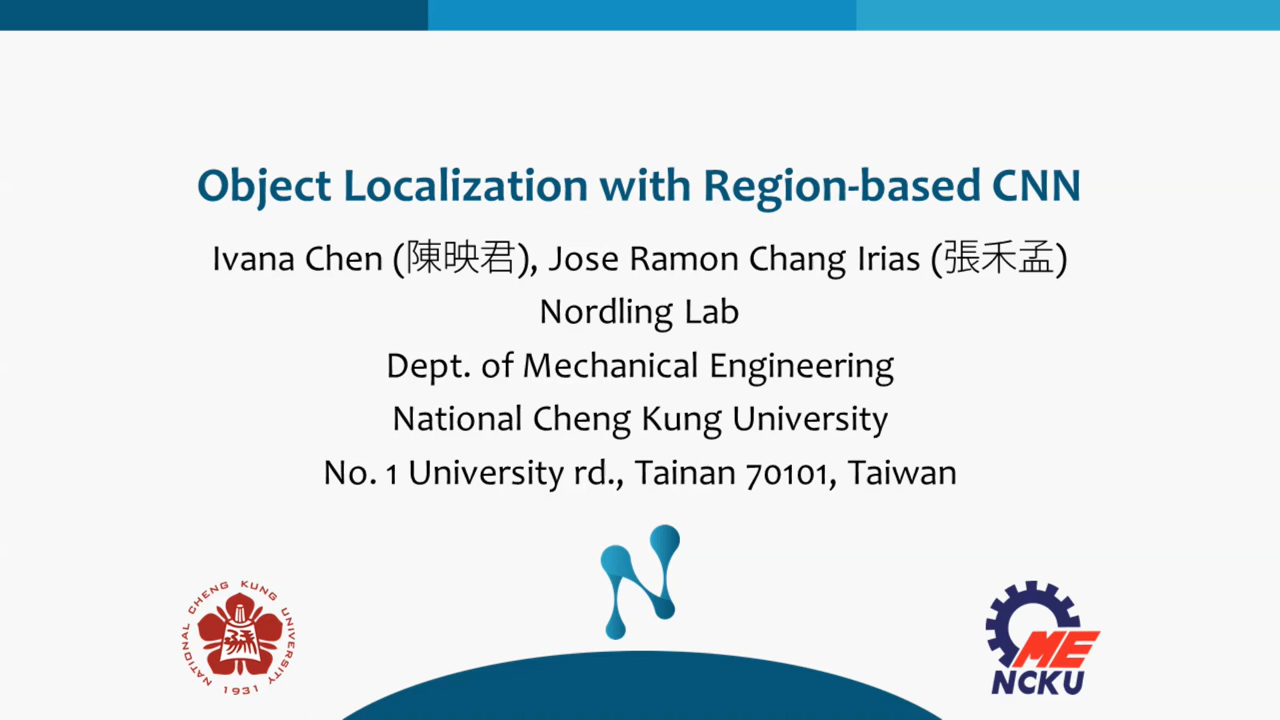 Object Localization with Region-based CNN
Ivana Chen (陳映君), Jose Ramon Chang Irias (張禾孟)
Nordling Lab
Dept. of Mechanical Engineering
National Cheng Kung University
No. 1 University rd., Tainan 70101, Taiwan
NATIONAL CHENG KUNG UNIVERSITY
1931
ME
NCKU